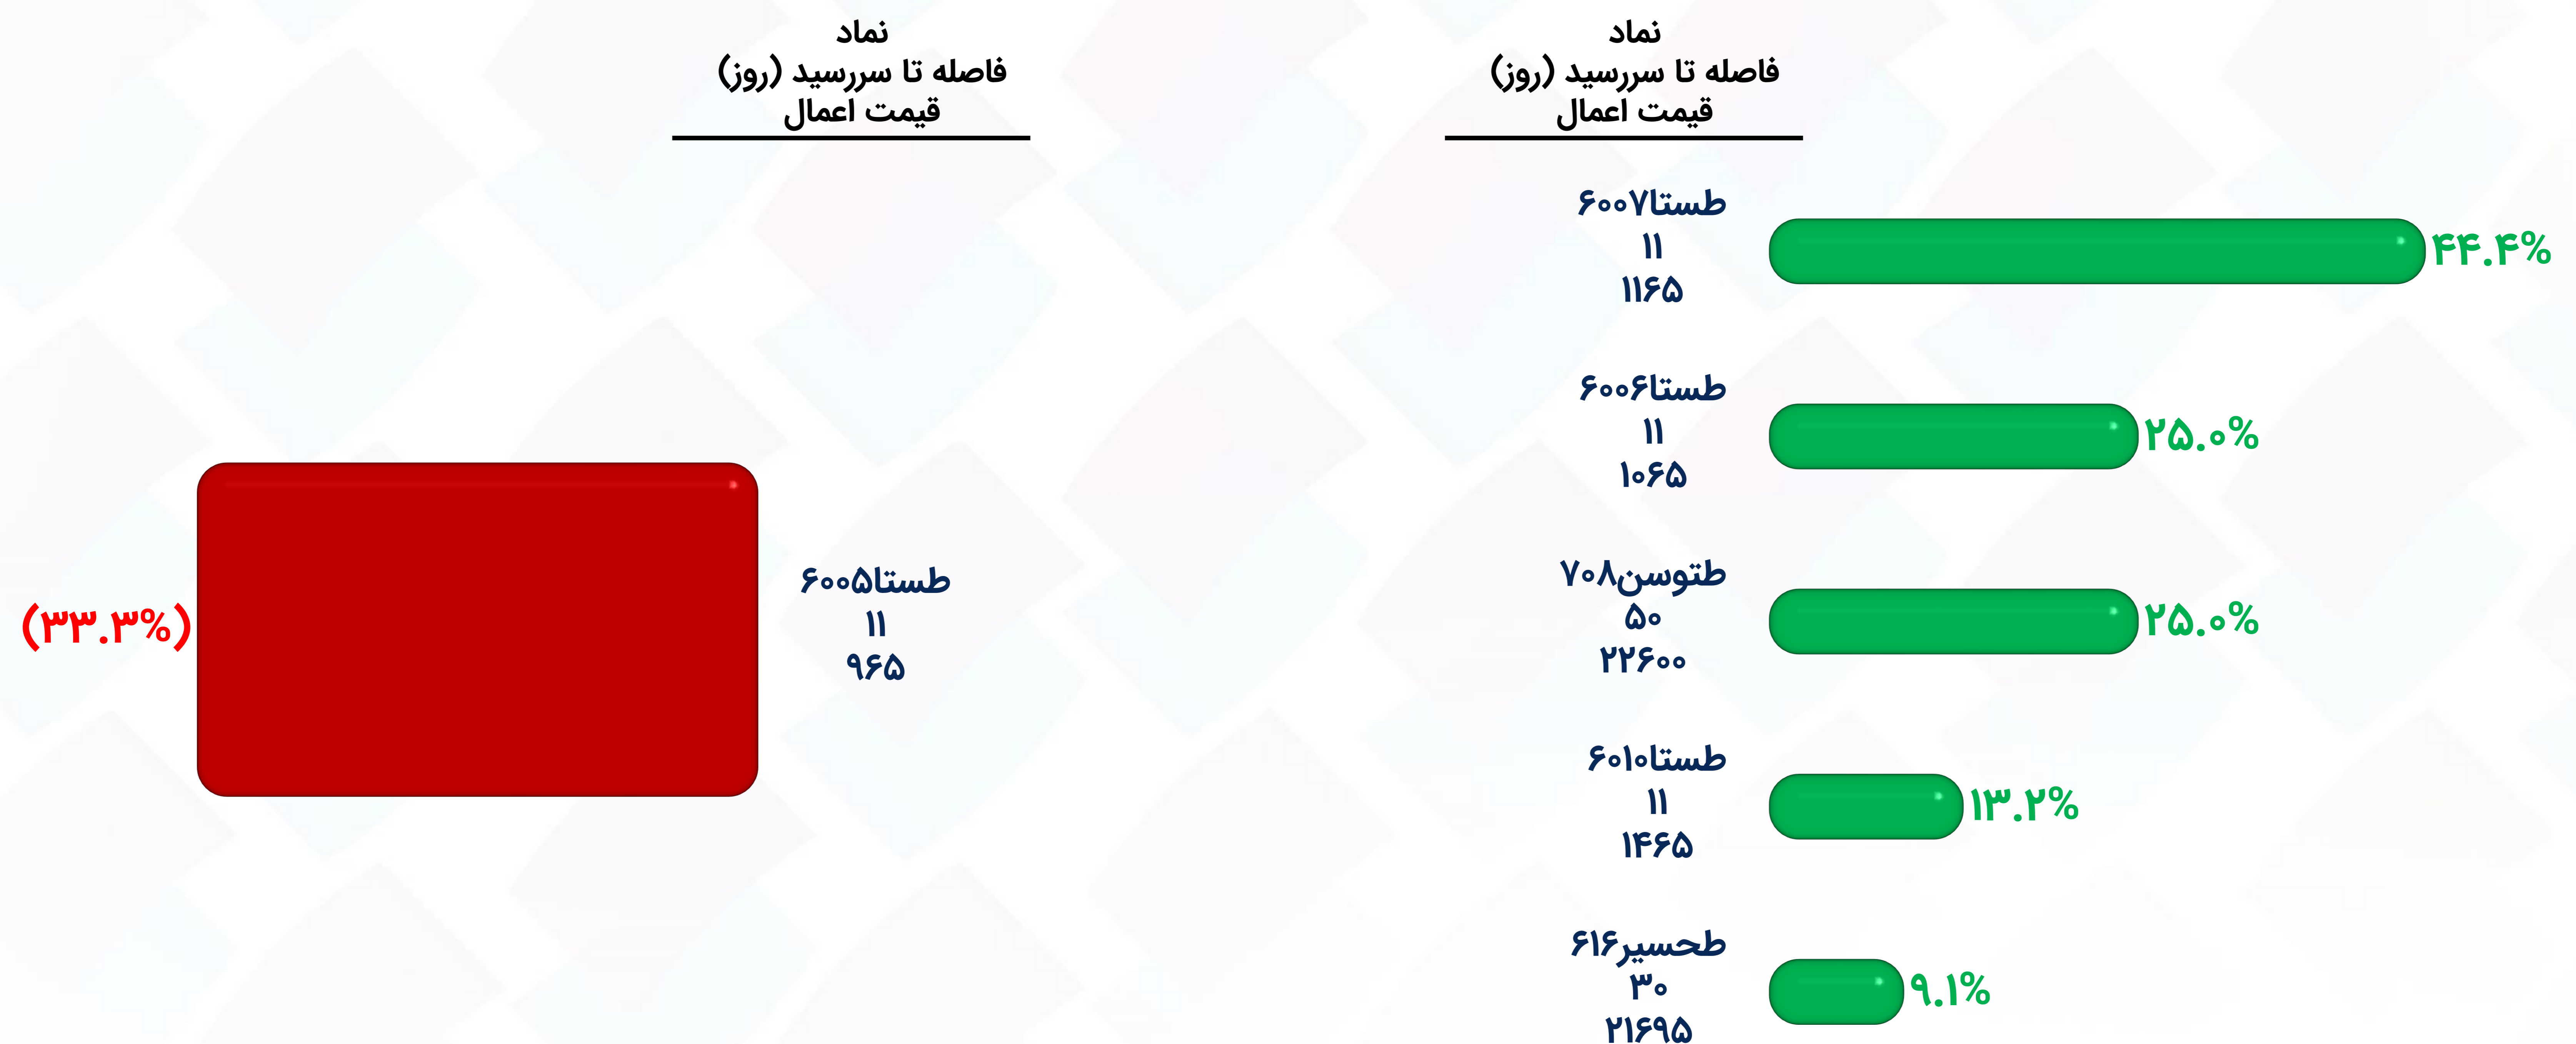 نماد
فاصله تا سررسید (روز)
قیمت اعمال
طستا۶۰۰۷
۱۱
۱۱۶۵
۴۴.۴%
طستا۶۰۰۶
۱۱
۱۰۶۵
۲۵.۰%
طتوسن۷۰۸
۵۰
۲۲۶۰۰
۲۵.۰%
طستا۶۰۱۰
۱۱
۱۴۶۵
۱۳.۲%
طحسیر۶۱۶
۳۰
۲۱۶۹۵
۹.۱%
نماد
فاصله تا سررسید (روز)
قیمت اعمال
طستا۶۰۰۵
۱۱
۹۶۵
(۳۳.۳%)